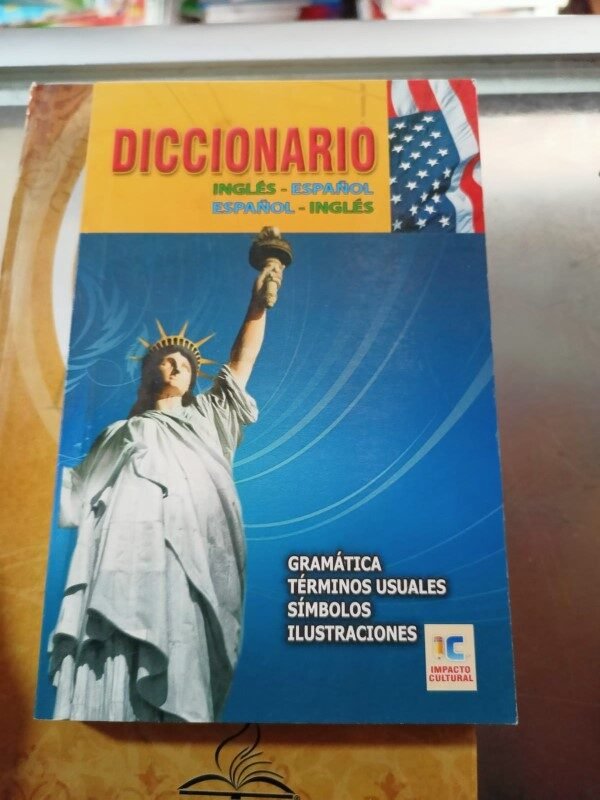 DICCIONARIO
INGLÉS - ESPAÑOL
ESPAÑOL - INGLÉS
GRAMÁTICA
TÉRMINOS USUALES
SÍMBOLOS
ILUSTRACIONES
iC
IMPACTO
CULTURAL